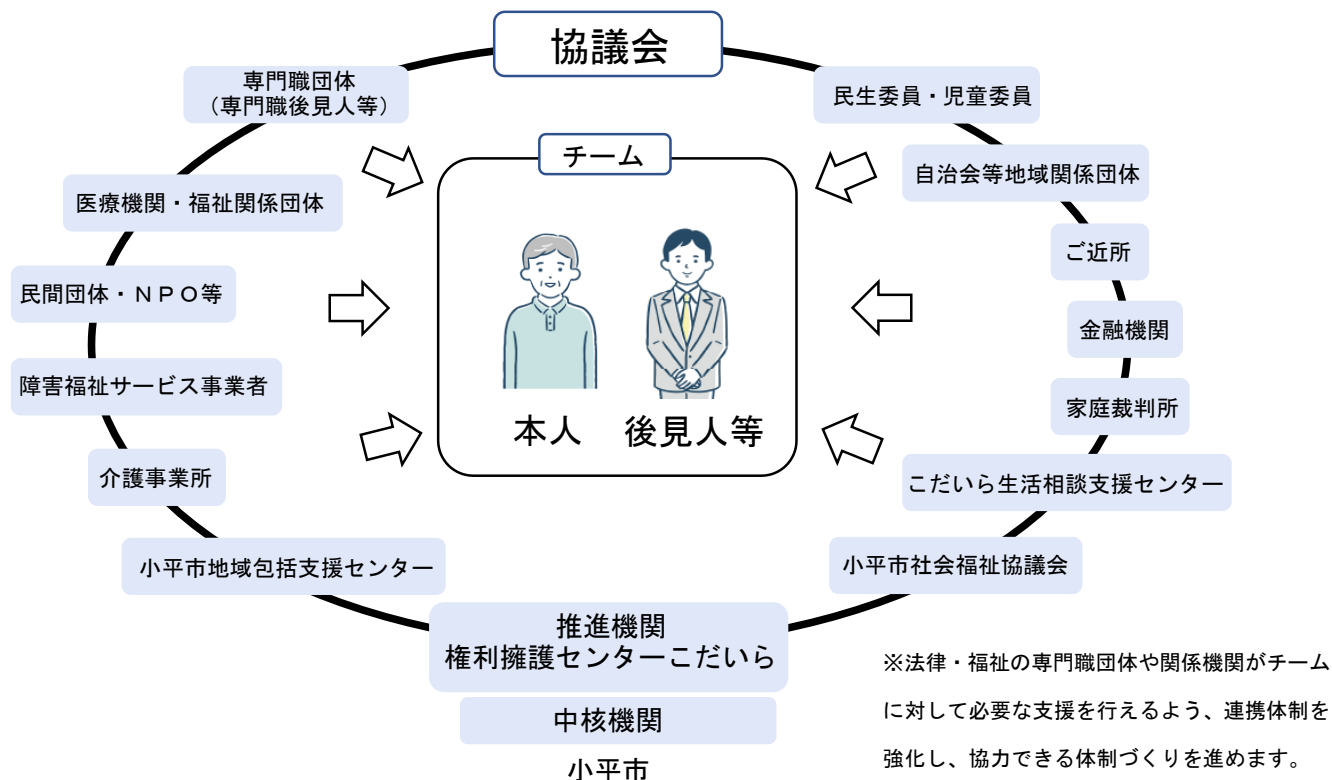 協議会
専門職団体
（専門職後見人等）
民生委員・児童委員
チーム
医療機関・福祉関係団体
自治会等地域関係団体
ご近所
民間団体・ＮＰＯ等
金融機関
障害福祉サービス事業者
家庭裁判所
本人
後見人等
介護事業所
こだいら生活相談支援センター
小平市地域包括支援センター
小平市社会福祉協議会
推進機関
権利擁護センターこだいら
中核機関
小平市
※法律・福祉の専門職団体や関係機関がチーム
に対して必要な支援を行えるよう、連携体制を
強化し、協力できる体制づくりを進めます。